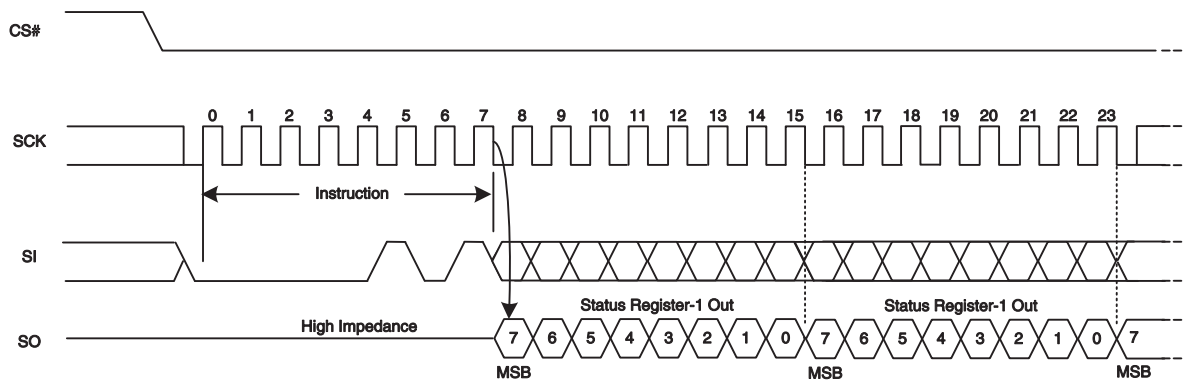 CS#
0 1 2 3 4 5 6 7 8 9 10 11 12 13 14 15 16 17 18 19 20 21 22 23
SCK
Instruction
SI
Status Register-1 Out Status Register-1 Out
High Impedance
SO 7 6 5 4 3 2 1 0 7 6 5 4 3 2 1 0 7
MSB MSB MSB